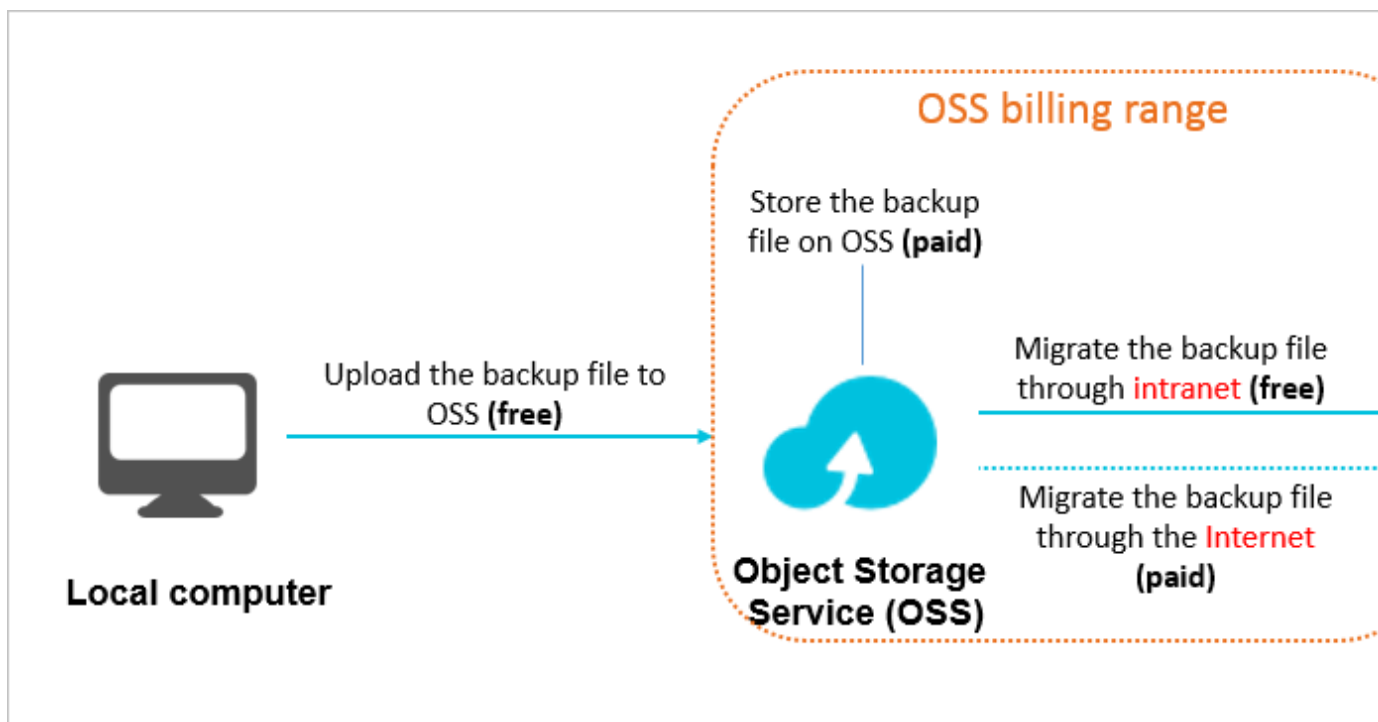 OSS billing range
Store the backup
file on OSS (paid)
Upload the backup file to
OSS (free)
Migrate the backup file
through intranet (free)
Migrate the backup file
through the Internet
(paid)
Local computer
Object Storage
Service (OSS)